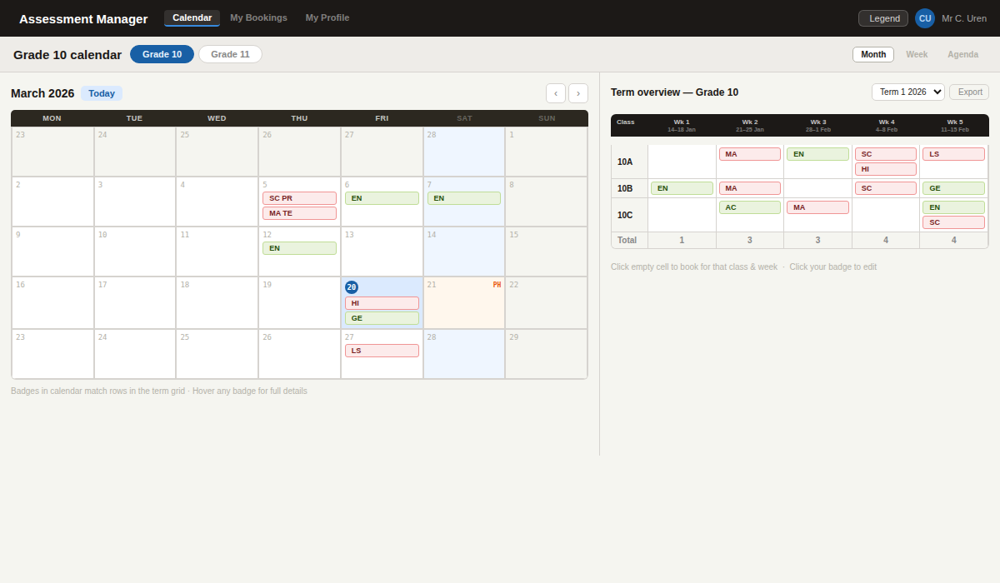 Assessment Manager Calendar My Bookings My Profile Legend CU Mr C. Uren
Grade 10 calendar Grade 10 Grade 11 Month Week Agenda
March 2026 Today ‹ ›
MON TUE WED THU FRI SAT SUN
23 24 25 26 27 28 1
2 3 4 5 6 7 8
SC PR EN EN
MA TE
9 10 11 12 13 14 15
EN
16 17 18 19 20 21 PH 22
HI
GE
23 24 25 26 27 28 29
LS
Badges in calendar match rows in the term grid · Hover any badge for full details
Term overview — Grade 10 Term 1 2026 Export
Class Wk 1 Wk 2 Wk 3 Wk 4 Wk 5
14–18 Jan 21–25 Jan 28–1 Feb 4–8 Feb 11–15 Feb
10A MA EN SC LS
HI
10B EN MA SC GE
10C AC MA EN
SC
Total 1 3 3 4 4
Click empty cell to book for that class & week · Click your badge to edit